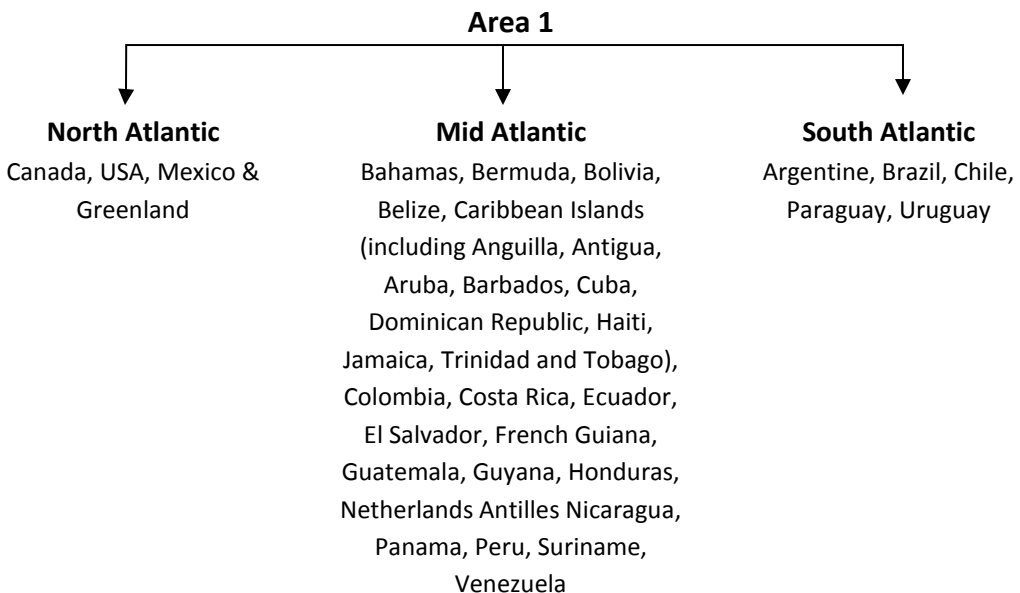 Area 1
North Atlantic
Canada, USA, Mexico &
Greenland
Mid Atlantic
Bahamas, Bermuda, Bolivia,
Belize, Caribbean Islands
(including Anguilla, Antigua,
Aruba, Barbados, Cuba,
Dominican Republic, Haiti,
Jamaica, Trinidad and Tobago),
Colombia, Costa Rica, Ecuador,
El Salvador, French Guiana,
Guatemala, Guyana, Honduras,
Netherlands Antilles Nicaragua,
Panama, Peru, Suriname,
Venezuela
South Atlantic
Argentine, Brazil, Chile,
Paraguay, Uruguay